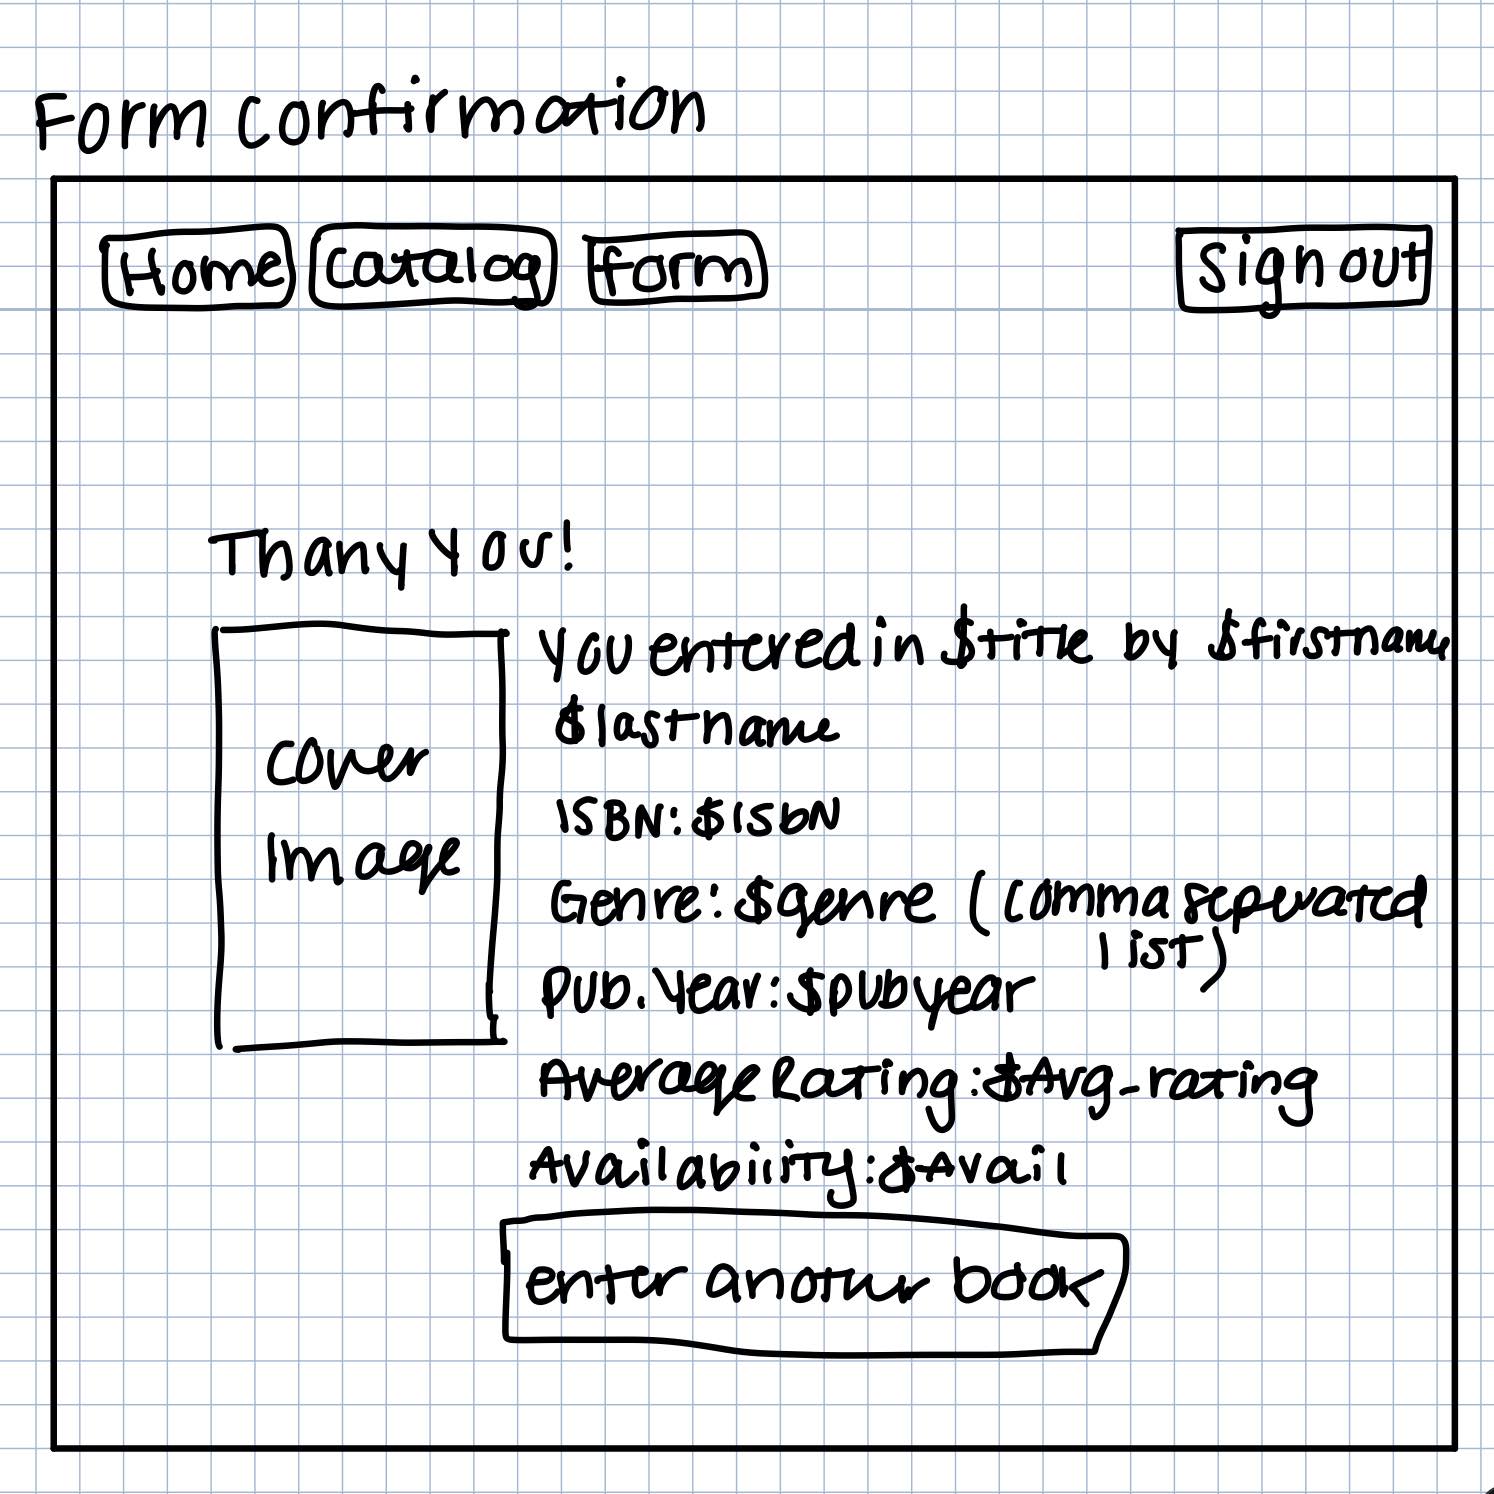 Form Confirmation
Home Catalog form sign out
Thany you!
cover
image
you entered in $title by $firstname
$lastname
ISBN: $isbN
Genre: $genre (comma seperated
list)
Pub. Year: $pubyear
Average Rating: $Avg-rating
Availability: $Avail
enter another book